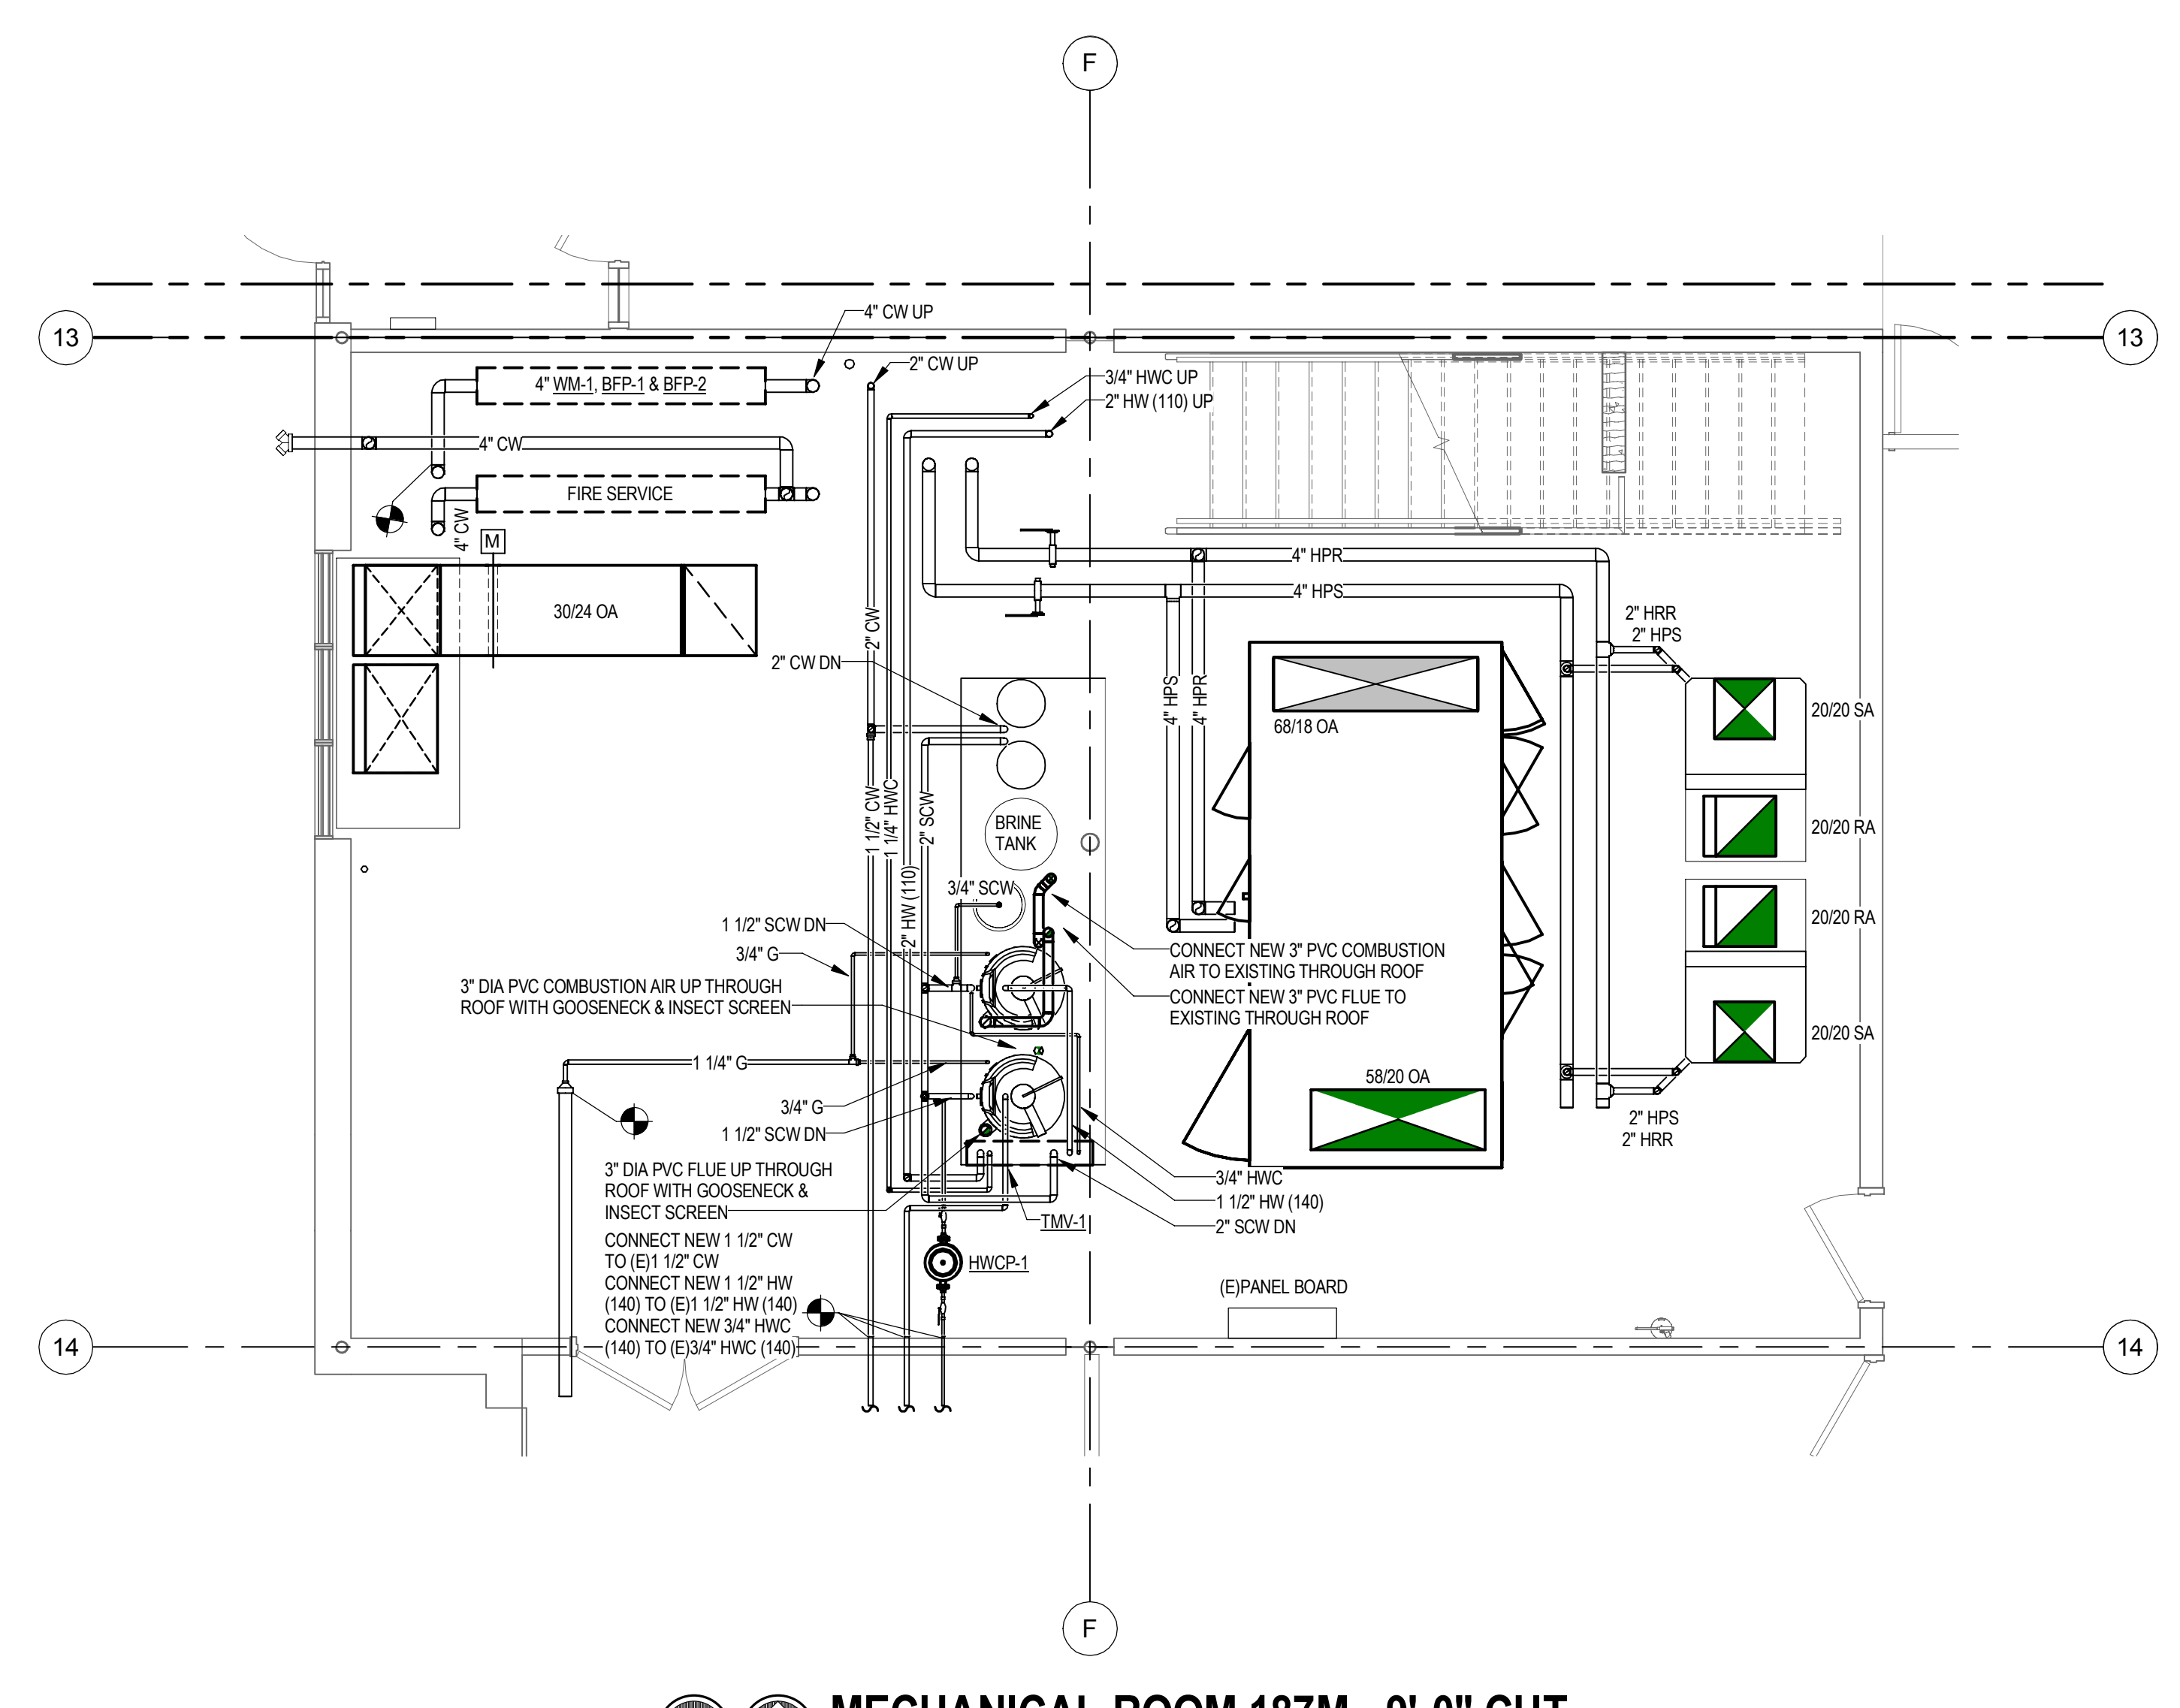 F
13
13
4" CW UP
2" CW UP
4" WM-1, BFP-1 & BFP-2
3/4" HWC UP
2" HW (110) UP
4" CW
FIRE SERVICE
4" CW
M
4" HPR
4" HPS
30/24 OA
2" CW
2" CW DN
2" HRR
2" HPS
4" HPS
4" HPR
68/18 OA
20/20 SA
20/20 RA
20/20 RA
20/20 SA
1 1/2" CW
1 1/4" HWC
2" SCW
2" HW (110)
BRINE
TANK
3/4" SCW
1 1/2" SCW DN
3/4" G
3" DIA PVC COMBUSTION AIR UP THROUGH
ROOF WITH GOOSENECK & INSECT SCREEN
CONNECT NEW 3" PVC COMBUSTION
AIR TO EXISTING THROUGH ROOF
CONNECT NEW 3" PVC FLUE TO
EXISTING THROUGH ROOF
1 1/4" G
58/20 OA
3/4" G
1 1/2" SCW DN
2" HPS
2" HRR
3" DIA PVC FLUE UP THROUGH
ROOF WITH GOOSENECK &
INSECT SCREEN
3/4" HWC
1 1/2" HW (140)
2" SCW DN
TMV-1
HWCP-1
CONNECT NEW 1 1/2" CW
TO (E)1 1/2" CW
CONNECT NEW 1 1/2" HW
(140) TO (E)1 1/2" HW (140)
CONNECT NEW 3/4" HWC
(140) TO (E)3/4" HWC (140)
(E)PANEL BOARD
14
14
F
MECHANICAL ROOM 187M
CUT